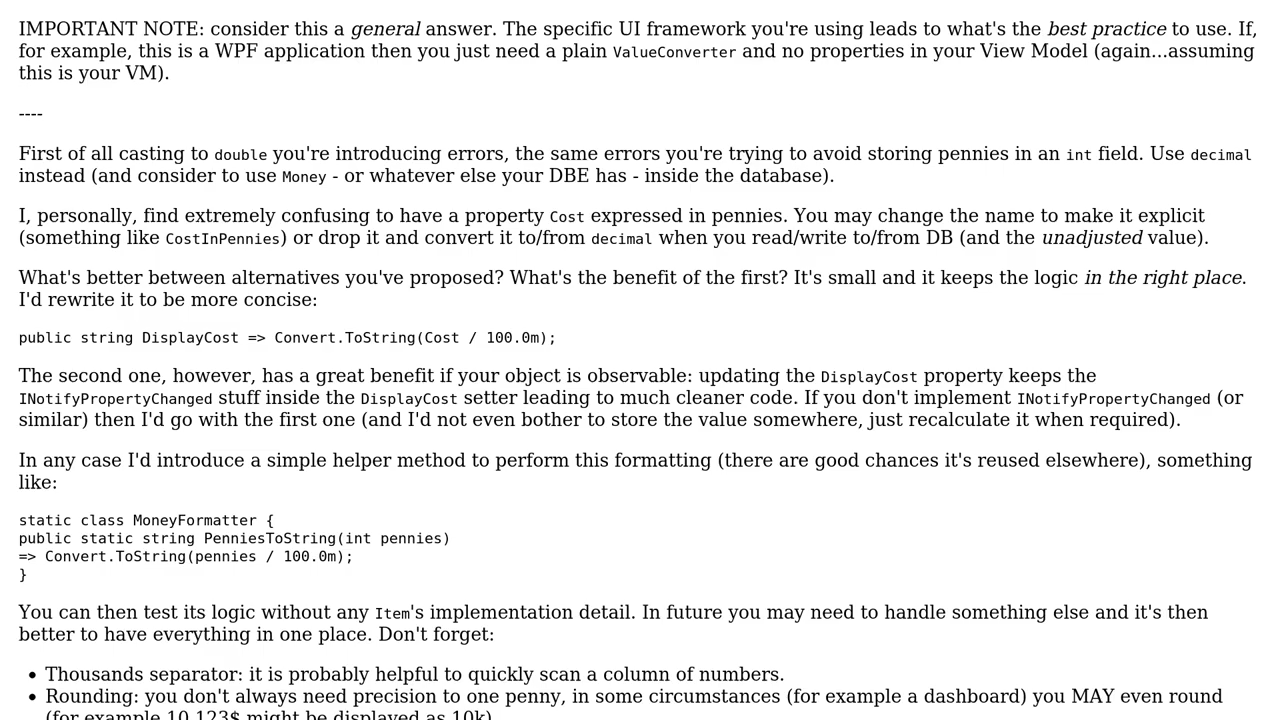 IMPORTANT NOTE: consider this a general answer. The specific UI framework you're using leads to what's the best practice to use. If,
for example, this is a WPF application then you just need a plain ValueConverter and no properties in your View Model (again...assuming
this is your VM).
----
First of all casting to double you're introducing errors, the same errors you're trying to avoid storing pennies in an int field. Use decimal
instead (and consider to use Money - or whatever else your DBE has - inside the database).
I, personally, find extremely confusing to have a property Cost expressed in pennies. You may change the name to make it explicit
(something like CostInPennies) or drop it and convert it to/from decimal when you read/write to/from DB (and the unadjusted value).
What's better between alternatives you've proposed? What's the benefit of the first? It's small and it keeps the logic in the right place.
I'd rewrite it to be more concise:
public string DisplayCost => Convert.ToString(Cost / 100.0m);
The second one, however, has a great benefit if your object is observable: updating the DisplayCost property keeps the
INotifyPropertyChanged stuff inside the DisplayCost setter leading to much cleaner code. If you don't implement INotifyPropertyChanged (or
similar) then I'd go with the first one (and I'd not even bother to store the value somewhere, just recalculate it when required).
In any case I'd introduce a simple helper method to perform this formatting (there are good chances it's reused elsewhere), something
like:
static class MoneyFormatter {
public static string PenniesToString(int pennies)
=> Convert.ToString(pennies / 100.0m);
}
You can then test its logic without any Item's implementation detail. In future you may need to handle something else and it's then
better to have everything in one place. Don't forget:
• Thousands separator: it is probably helpful to quickly scan a column of numbers.
• Rounding: you don't always need precision to one penny, in some circumstances (for example a dashboard) you MAY even round
(for example 10,123$ might be displayed as 10k).